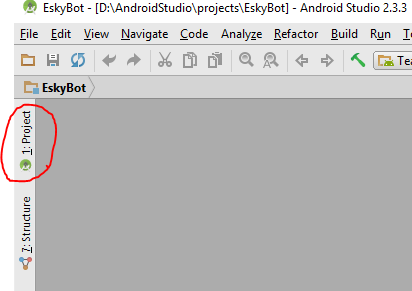 EskyBot - [D:\AndroidStudio\projects\EskyBot] - Android Studio 2.3.3
File Edit View Navigate Code Analyze Refactor Build Run
Tea
EskyBot
1: Project
7: Structure